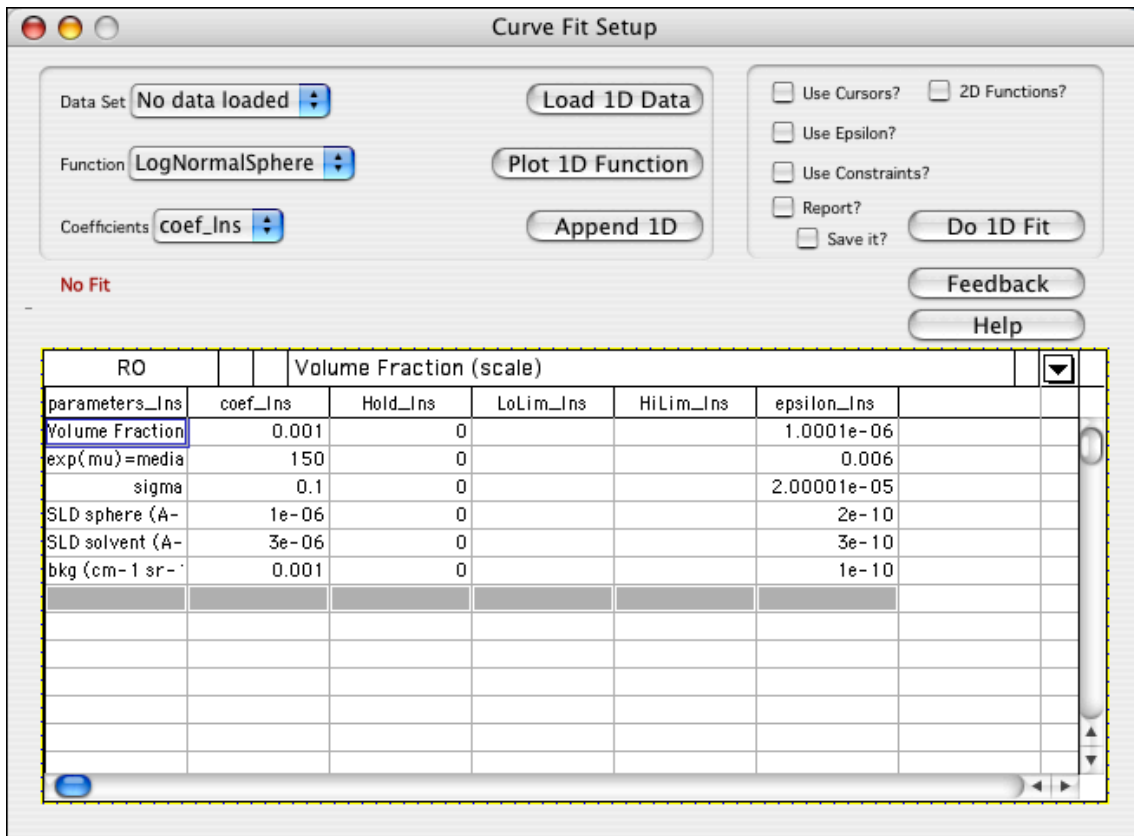 Curve Fit Setup
Data Set No data loaded Load 1D Data
Function LogNormalSphere Plot 1D Function
Coefficients coef_lns Append 1D
Use Cursors? 2D Functions?
Use Epsilon?
Use Constraints?
Report?
Save it? Do 1D Fit
No Fit
Feedback
Help
R0 Volume Fraction (scale)
parameters_lns coef_lns Hold_lns LoLim_lns HiLim_lns epsilon_lns
Volume Fraction 0.001 0 1.0001e-06
exp(mu)=media 150 0 0.006
sigma 0.1 0 2.00001e-05
SLD sphere (A- 1e-06 0 2e-10
SLD solvent (A- 3e-06 0 3e-10
bkg (cm-1 sr- 0.001 0 1e-10